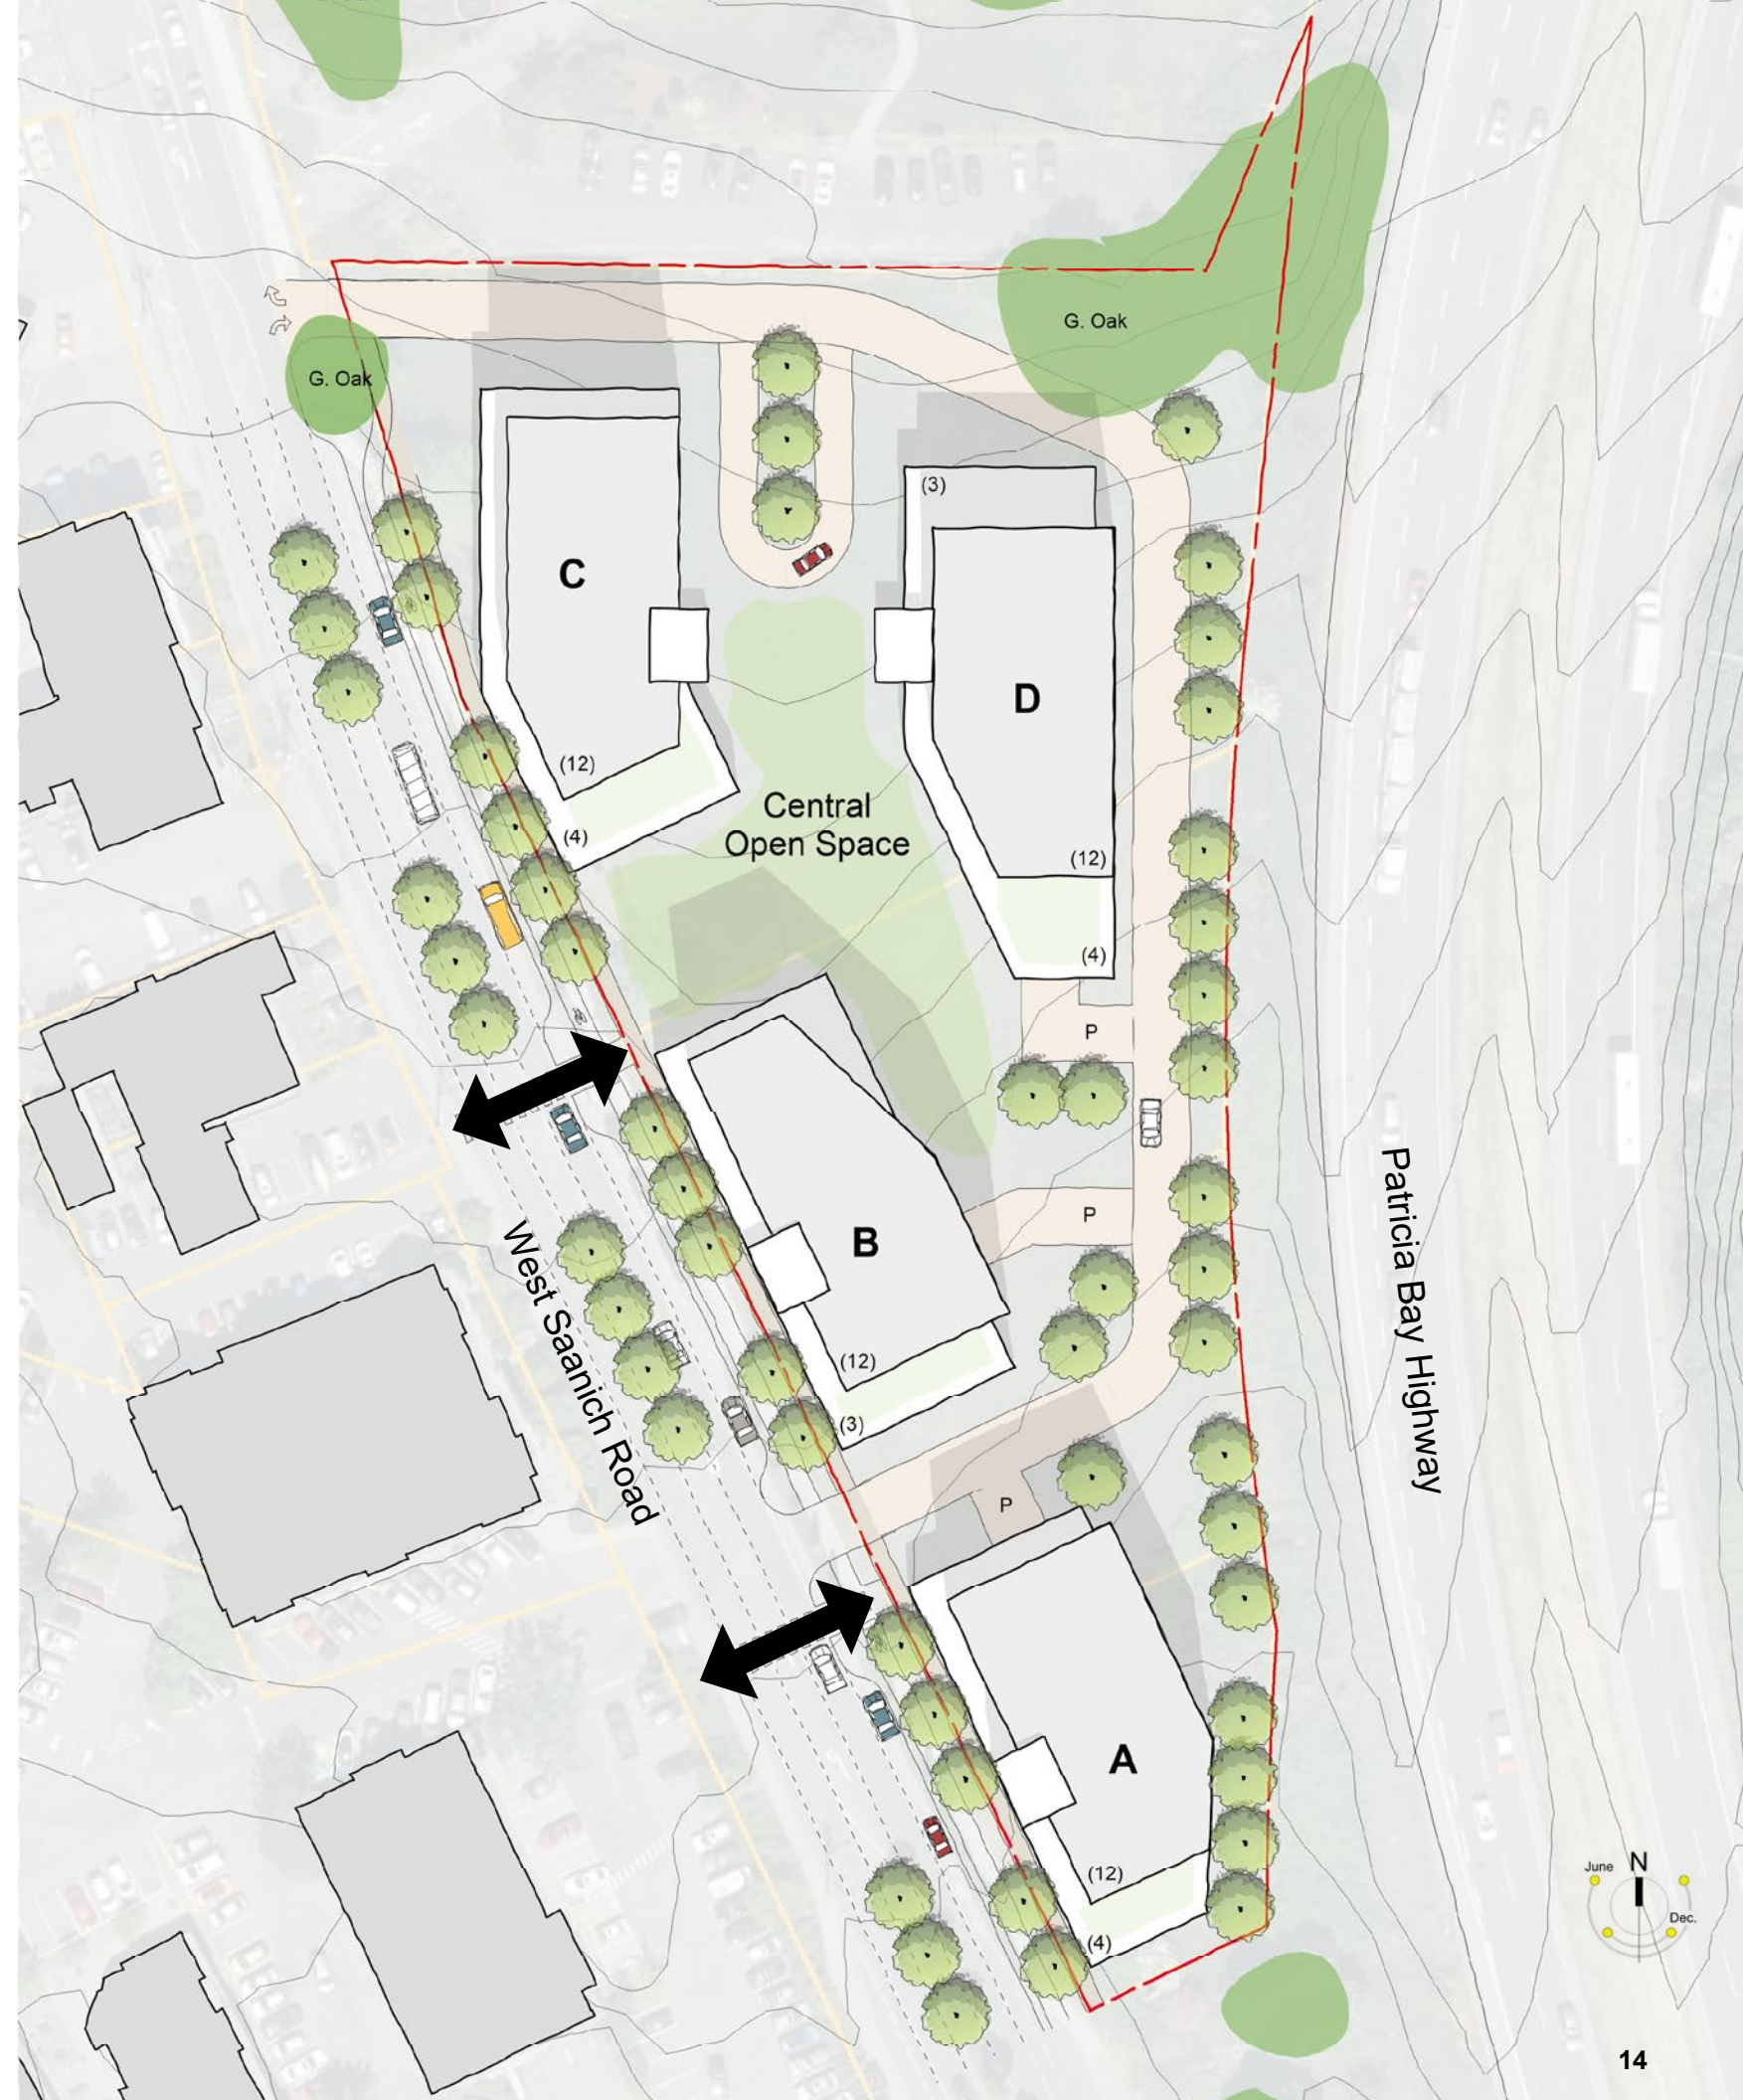 G. Oak
G. Oak
(3)
C
D
(12)
(4)
Central
Open Space
(12)
(4)
P
P
B
West Saanich Road
Patricia Bay Highway
(12)
(3)
P
A
(12)
(4)
June
N
Dec.
14